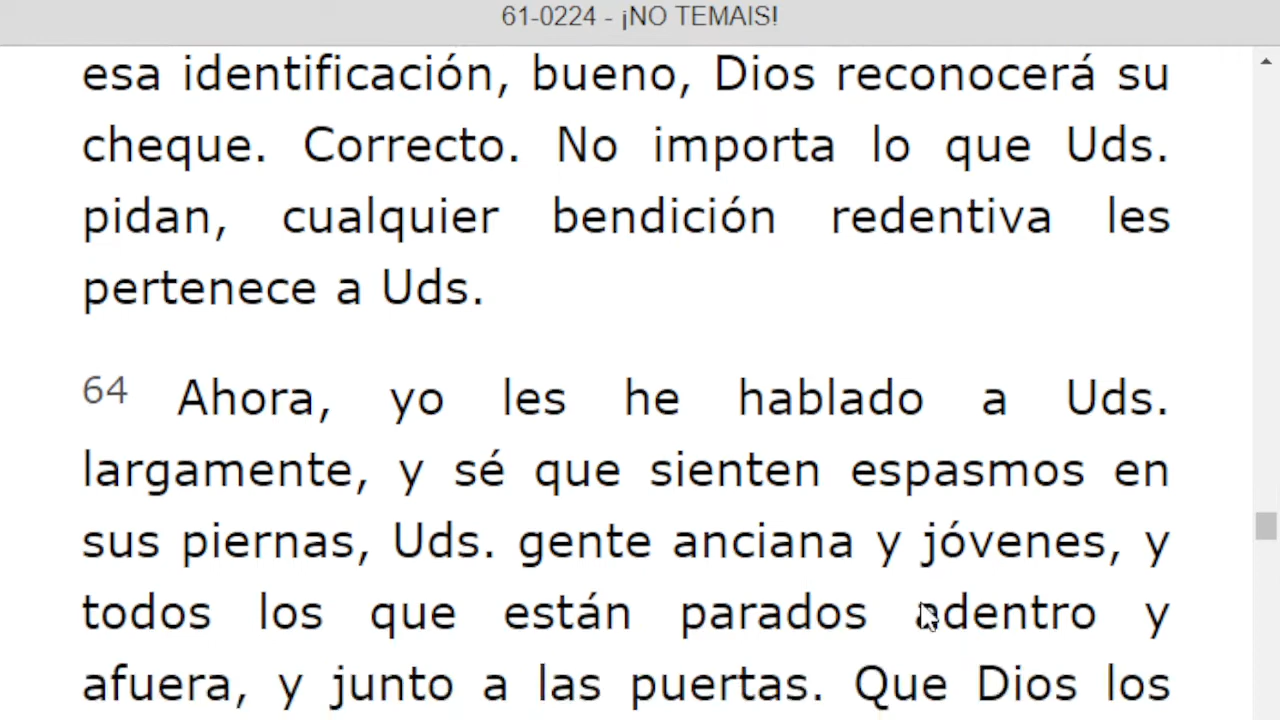 61-0224 - ¡NO TEMAIS!
esa identificación, bueno, Dios reconocerá su
cheque. Correcto. No importa lo que Uds.
pidan, cualquier bendición redentiva les
pertenece a Uds.
64 Ahora, yo les he hablado a Uds.
largamente, y sé que sienten espasmos en
sus piernas, Uds. gente anciana y jóvenes, y
todos los que están parados adentro y
afuera, y junto a las puertas. Que Dios los